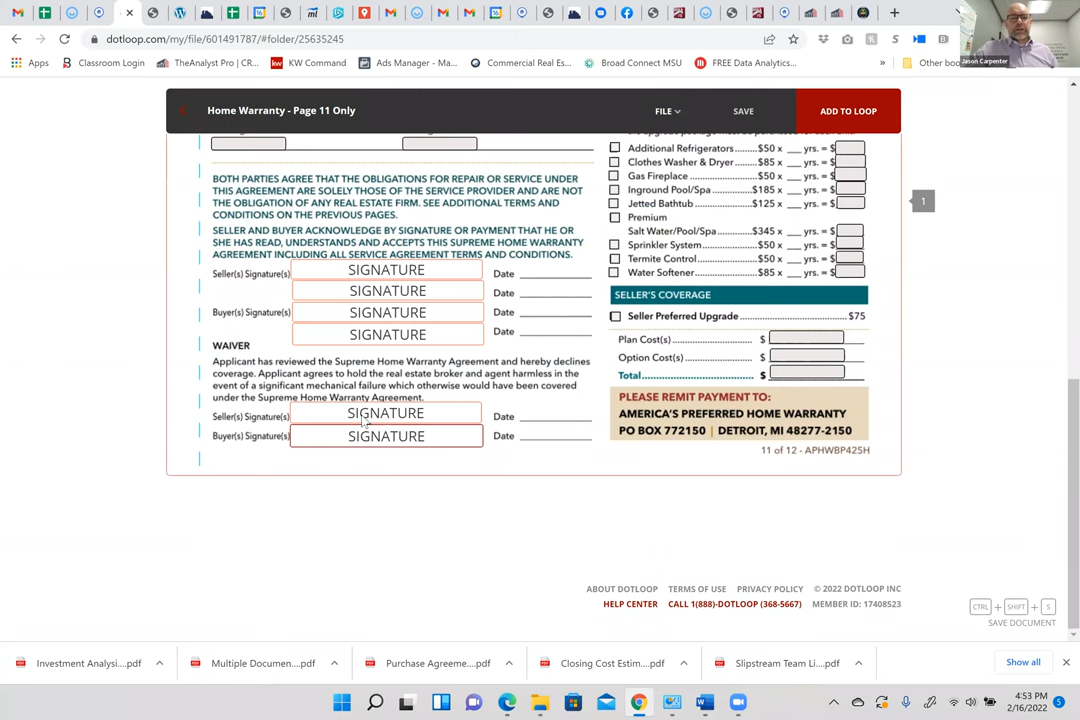 dotloop.com/my/file/601491787/#folder/25635245
Apps
Classroom Login
TheAnalyst Pro | CR...
KW Command
Ads Manager - Ma...
Commercial Real Es...
Broad Connect MSU
FREE Data Analytics...
»
Other boo
Jason Carpenter
Home Warranty - Page 11 Only
FILE
SAVE
ADD TO LOOP
BOTH PARTIES AGREE THAT THE OBLIGATIONS FOR REPAIR OR SERVICE UNDER
THIS AGREEMENT ARE SOLELY THOSE OF THE SERVICE PROVIDER AND ARE NOT
THE OBLIGATION OF ANY REAL ESTATE FIRM. SEE ADDITIONAL TERMS AND
CONDITIONS ON THE PREVIOUS PAGES.
SELLER AND BUYER ACKNOWLEDGE BY SIGNATURE OR PAYMENT THAT HE OR
SHE HAS READ, UNDERSTANDS AND ACCEPTS THIS SUPREME HOME WARRANTY
AGREEMENT INCLUDING ALL SERVICE AGREEMENT TERMS AND CONDITIONS.
Seller(s) Signature(s) SIGNATURE Date
SIGNATURE Date
Buyer(s) Signature(s) SIGNATURE Date
SIGNATURE Date
WAIVER
Applicant has reviewed the Supreme Home Warranty Agreement and hereby declines
coverage. Applicant agrees to hold the real estate broker and agent harmless in the
event of a significant mechanical failure which otherwise would have been covered
under the Supreme Home Warranty Agreement.
Seller(s) Signature(s) SIGNATURE Date
Buyer(s) Signature(s) SIGNATURE Date
Additional Refrigerators ..... $50 x ___ yrs. = $
Clothes Washer & Dryer ..... $85 x ___ yrs. = $
Gas Fireplace ..... $50 x ___ yrs. = $
Inground Pool/Spa ..... $185 x ___ yrs. = $
Jetted Bathtub ..... $125 x ___ yrs. = $
Premium
Salt Water/Pool/Spa ..... $345 x ___ yrs. = $
Sprinkler System ..... $50 x ___ yrs. = $
Termite Control ..... $50 x ___ yrs. = $
Water Softener ..... $85 x ___ yrs. = $
SELLER'S COVERAGE
Seller Preferred Upgrade ..... $75
Plan Cost(s) ..... $
Option Cost(s) ..... $
Total ..... $
PLEASE REMIT PAYMENT TO:
AMERICA'S PREFERRED HOME WARRANTY
PO BOX 772150 | DETROIT, MI 48277-2150
11 of 12 - APHWBP425H
1
ABOUT DOTLOOP TERMS OF USE PRIVACY POLICY © 2022 DOTLOOP INC
HELP CENTER CALL 1(888)-DOTLOOP (368-5667) MEMBER ID: 17408523
CTRL + SHIFT + S
SAVE DOCUMENT
Investment Analysi....pdf
Multiple Documen....pdf
Purchase Agreeme....pdf
Closing Cost Estim....pdf
Slipstream Team Li....pdf
Show all
4:53 PM
2/16/2022